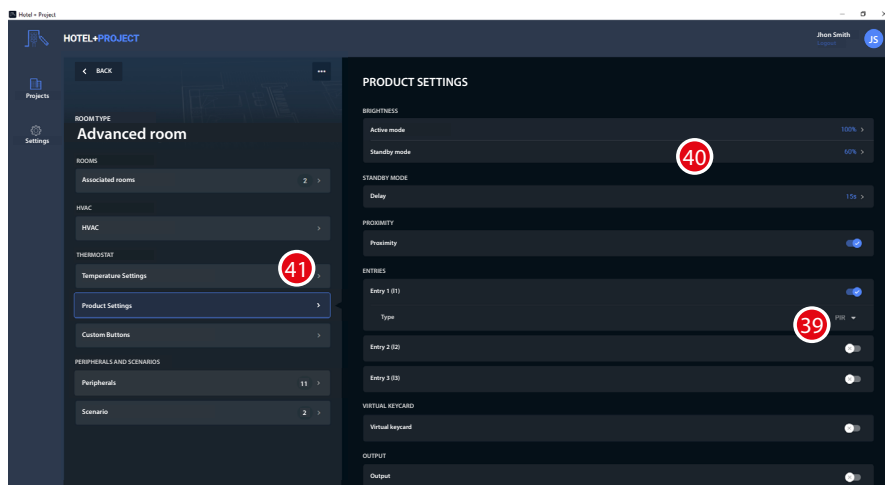 Hotel + Project
HOTEL+PROJECT
Jhon Smith
Logout
JS
Projects
Settings
BACK
ROOM TYPE
Advanced room
ROOMS
Associated rooms 2
HVAC
HVAC
THERMOSTAT
Temperature Settings
41
Product Settings
Custom Buttons
PERIPHERALS AND SCENARIOS
Peripherals 11
Scenario 2
PRODUCT SETTINGS
BRIGHTNESS
Active mode 100%
Standby mode 60%
40
STANDBY MODE
Delay 15s
PROXIMITY
Proximity
ENTRIES
Entry 1 (I1)
Type PIR
39
Entry 2 (I2)
Entry 3 (I3)
VIRTUAL KEYCARD
Virtual keycard
OUTPUT
Output